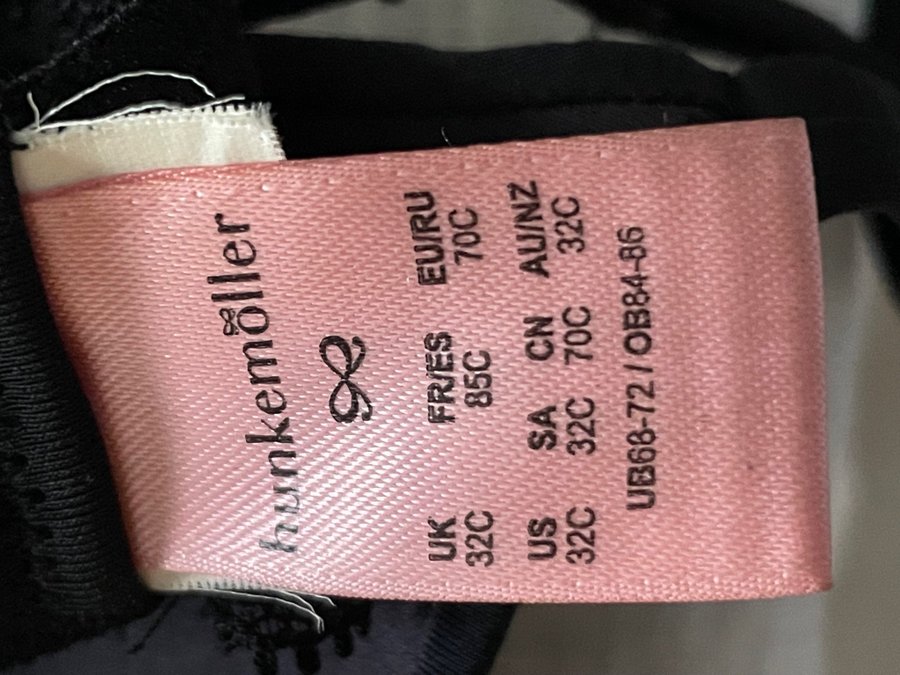 hunkemöller
UK FR/ES EU/RU
32C 85C 70C
US SA CN AU/NZ
32C 32C 70C 32C
UB68-72 / OB84-86